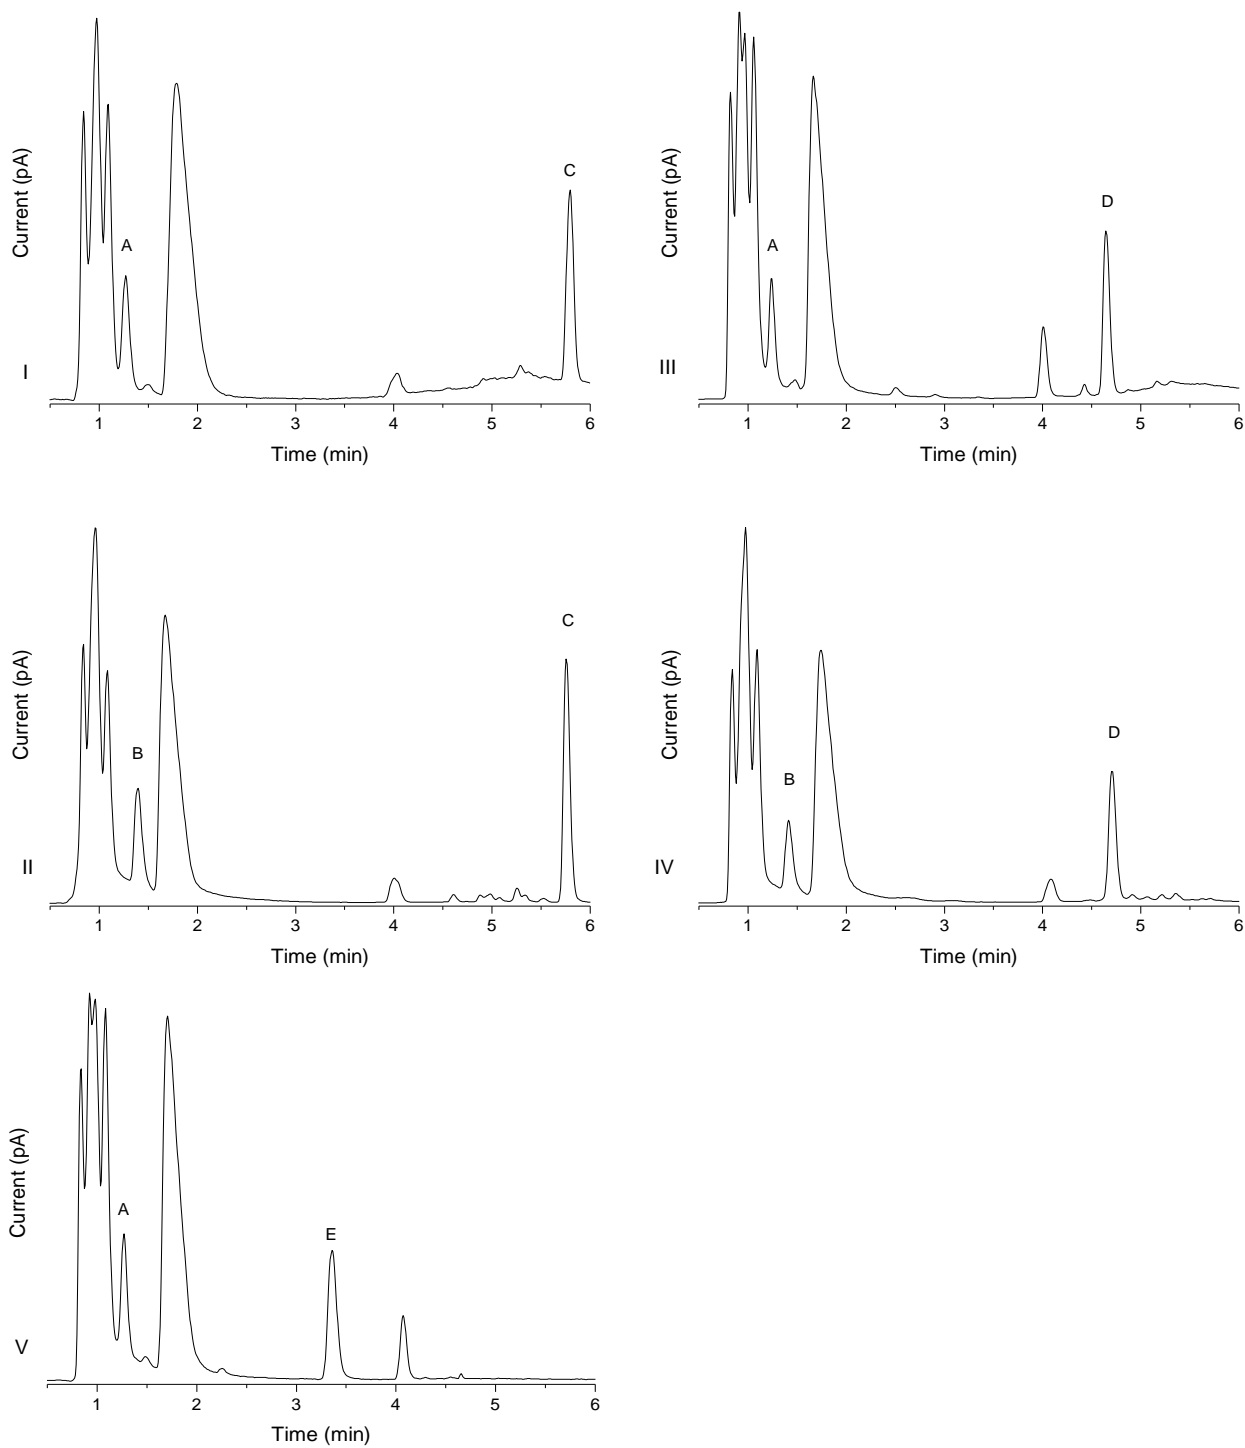 Current (pA)
I
A
C
1 2 3 4 5 6
Time (min)
Current (pA)
III
A
D
1 2 3 4 5 6
Time (min)
Current (pA)
II
B
C
1 2 3 4 5 6
Time (min)
Current (pA)
IV
B
D
1 2 3 4 5 6
Time (min)
Current (pA)
V
A
E
1 2 3 4 5 6
Time (min)